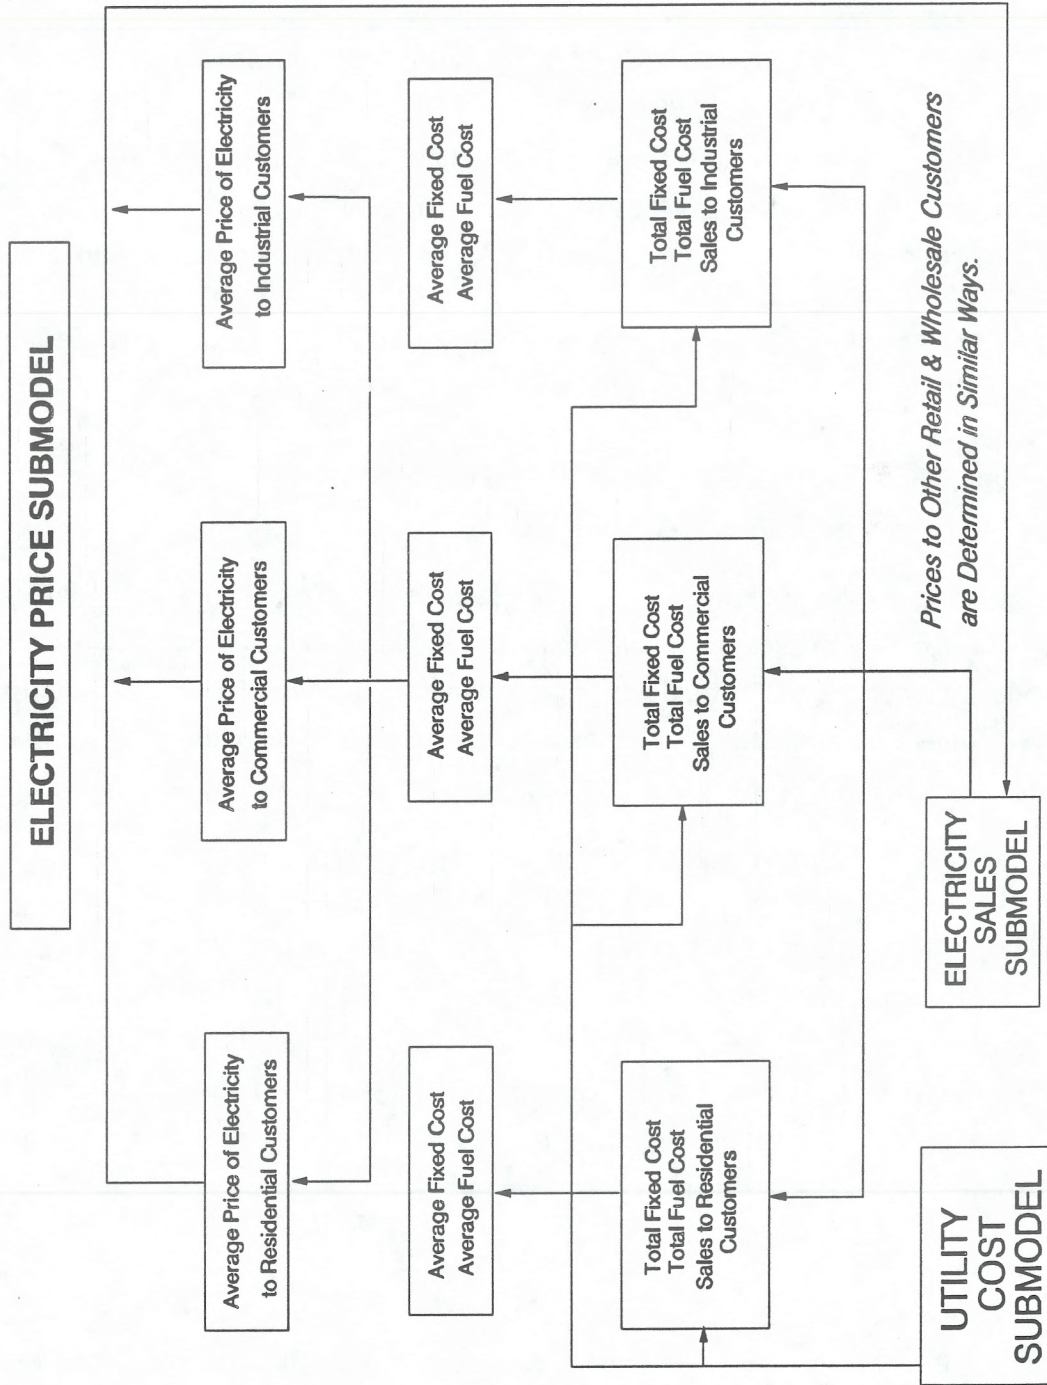 ELECTRICITY PRICE SUBMODEL
Average Price of Electricity
to Residential Customers
Average Price of Electricity
to Commercial Customers
Average Price of Electricity
to Industrial Customers
Average Fixed Cost
Average Fuel Cost
Average Fixed Cost
Average Fuel Cost
Average Fixed Cost
Average Fuel Cost
Total Fixed Cost
Total Fuel Cost
Sales to Residential
Customers
Total Fixed Cost
Total Fuel Cost
Sales to Commercial
Customers
Total Fixed Cost
Total Fuel Cost
Sales to Industrial
Customers
UTILITY
COST
SUBMODEL
ELECTRICITY
SALES
SUBMODEL
Prices to Other Retail & Wholesale Customers
are Determined in Similar Ways.